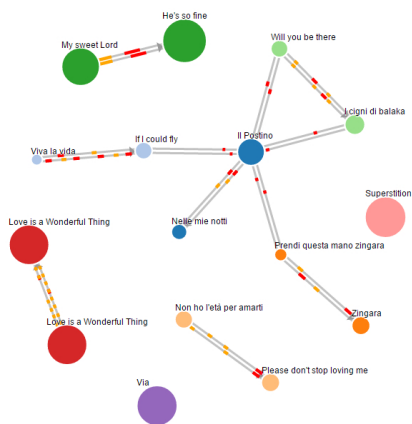 He's so fine
Will you be there
My sweet Lord
I cigni di balaka
If I could fly
Il Postino
Viva la vida
Superstition
Nelle mie notti
Love is a Wonderful Thing
Prendi questa mano zingara
Non ho l'età per amarti
Zingara
Love is a Wonderful Thing
Please don't stop loving me
Via